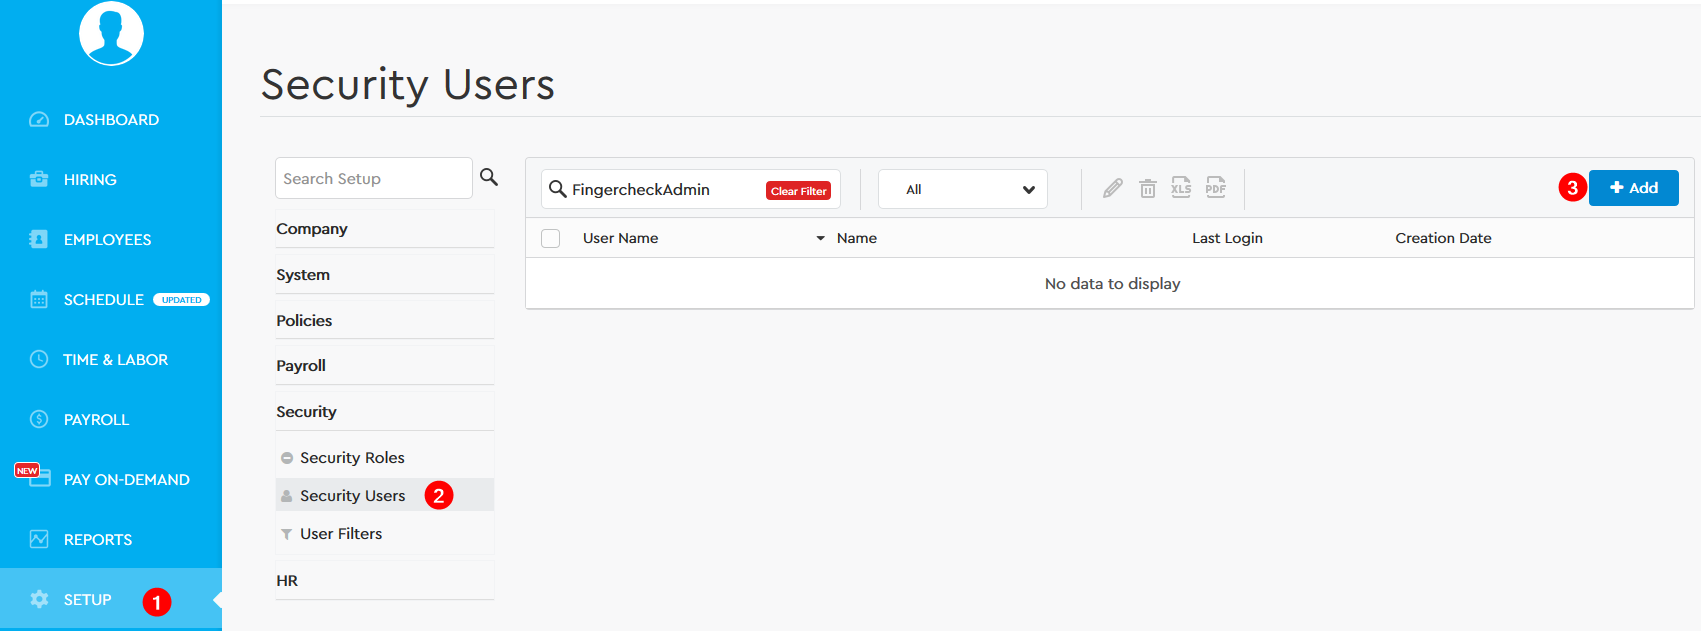 Security Users
DASHBOARD
HIRING
EMPLOYEES
SCHEDULE UPDATED
TIME & LABOR
PAYROLL
NEW
PAY ON-DEMAND
REPORTS
SETUP 1
Search Setup
Company
System
Policies
Payroll
Security
Security Roles
Security Users 2
User Filters
HR
FingercheckAdmin Clear Filter All XLS PDF 3 + Add
User Name Name Last Login Creation Date
No data to display